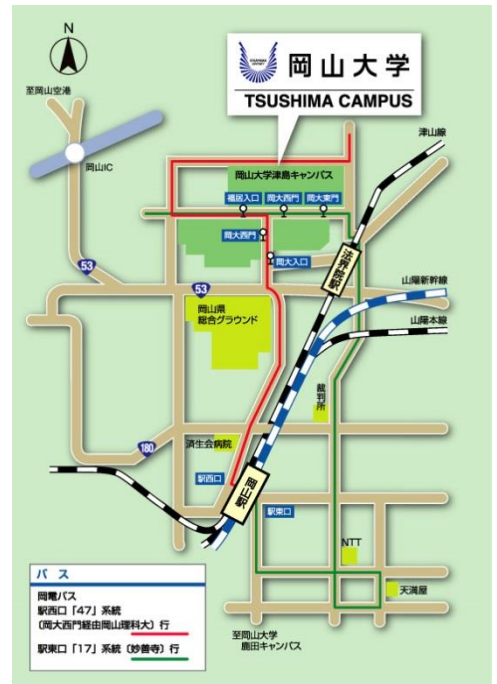 N
岡山大学
TSUSHIMA CAMPUS
至岡山空港
津山線
岡山IC
岡山大学津島キャンパス
福居入口
岡大西門
岡大東門
岡大西門
岡大入口
法界院駅
53
53
山陽新幹線
岡山県
総合グラウンド
山陽本線
裁判所
180
済生会病院
駅西口
岡山駅
駅東口
NTT
天満屋
バス
岡電バス
駅西口「47」系統
〔岡大西門経由岡山理科大〕行
駅東口「17」系統〔妙善寺〕行
至岡山大学
鹿田キャンパス